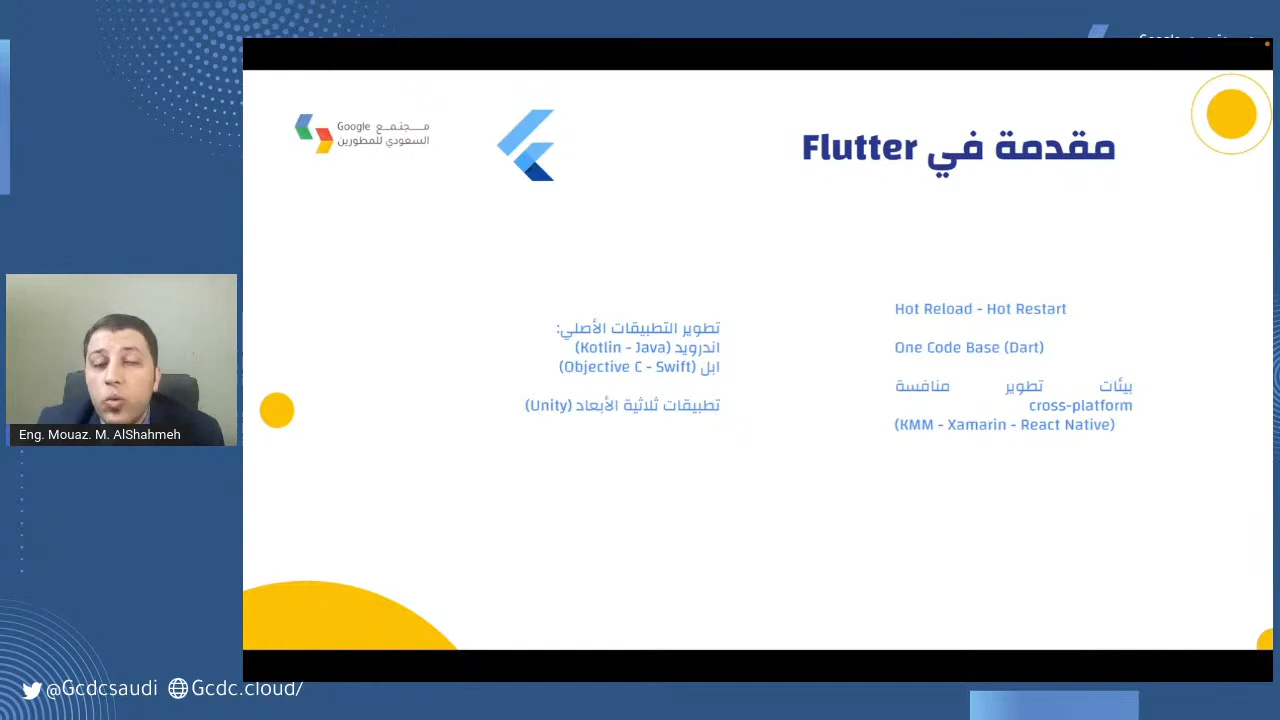 مجتمع Google
السعودي للمطورين
مقدمة في Flutter
Hot Reload - Hot Restart
One Code Base (Dart)
بيئات تطوير منافسة
cross-platform
(KMM - Xamarin - React Native)
تطوير التطبيقات الأصلي:
اندرويد (Kotlin - Java)
ابل (Objective C - Swift)
تطبيقات ثلاثية الأبعاد (Unity)
Eng. Mouaz. M. AlShahmeh
@Gcdcsaudi Gcdc.cloud/